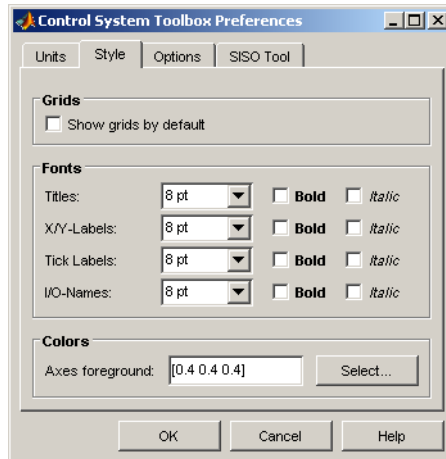 Control System Toolbox Preferences
Units Style Options SISO Tool
Grids
Show grids by default
Fonts
Titles: 8 pt Bold Italic
X/Y-Labels: 8 pt Bold Italic
Tick Labels: 8 pt Bold Italic
I/O-Names: 8 pt Bold Italic
Colors
Axes foreground: [0.4 0.4 0.4] Select...
OK Cancel Help